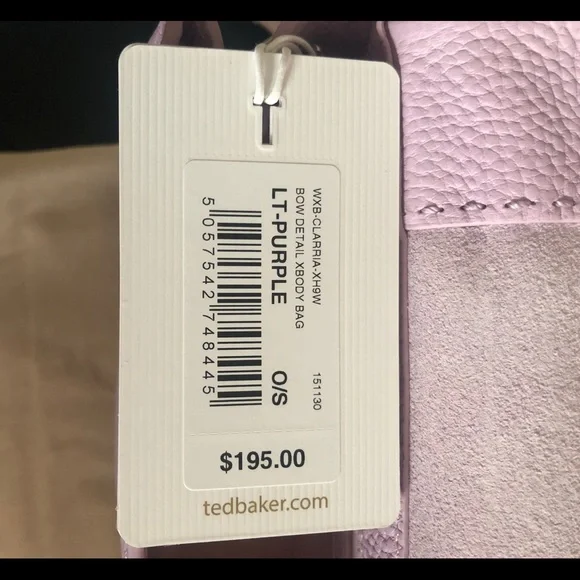 T
WXB-CLARRIA-XH9W 151130
BOW DETAIL XBODY BAG
LT-PURPLE O/S
5 057542 748445
$195.00
tedbaker.com